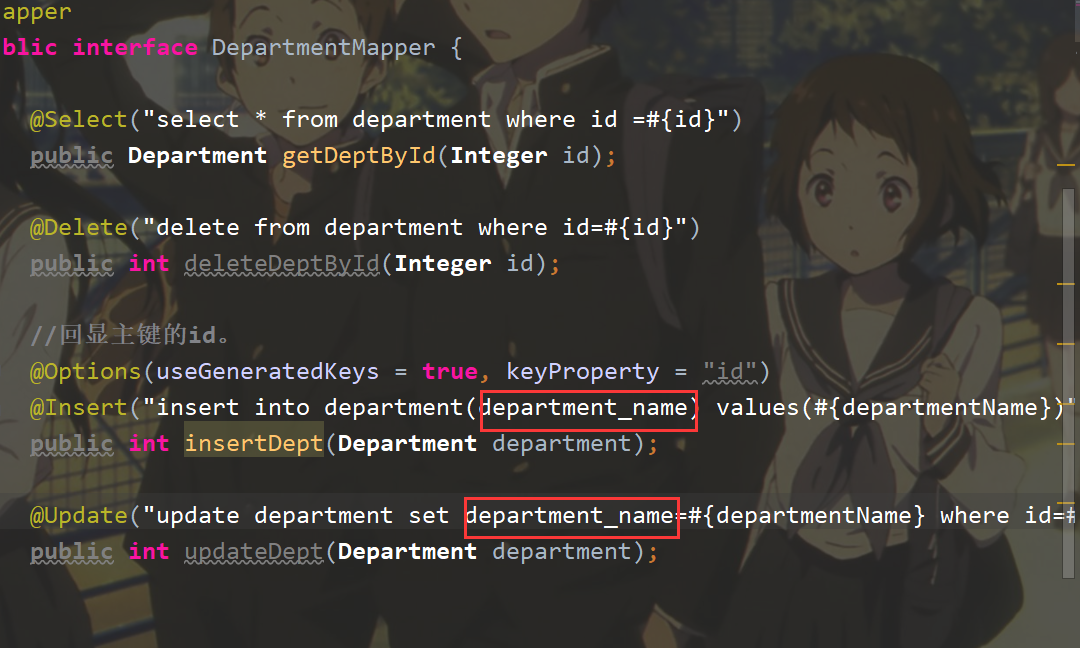 apper
blic interface DepartmentMapper {
@Select("select * from department where id =#{id}")
public Department getDeptById(Integer id);
@Delete("delete from department where id=#{id}")
public int deleteDeptById(Integer id);
//回显主键的id。
@Options(useGeneratedKeys = true, keyProperty = "id")
@Insert("insert into department(department_name) values(#{departmentName})"
public int insertDept(Department department);
@Update("update department set department_name=#{departmentName} where id=#
public int updateDept(Department department);